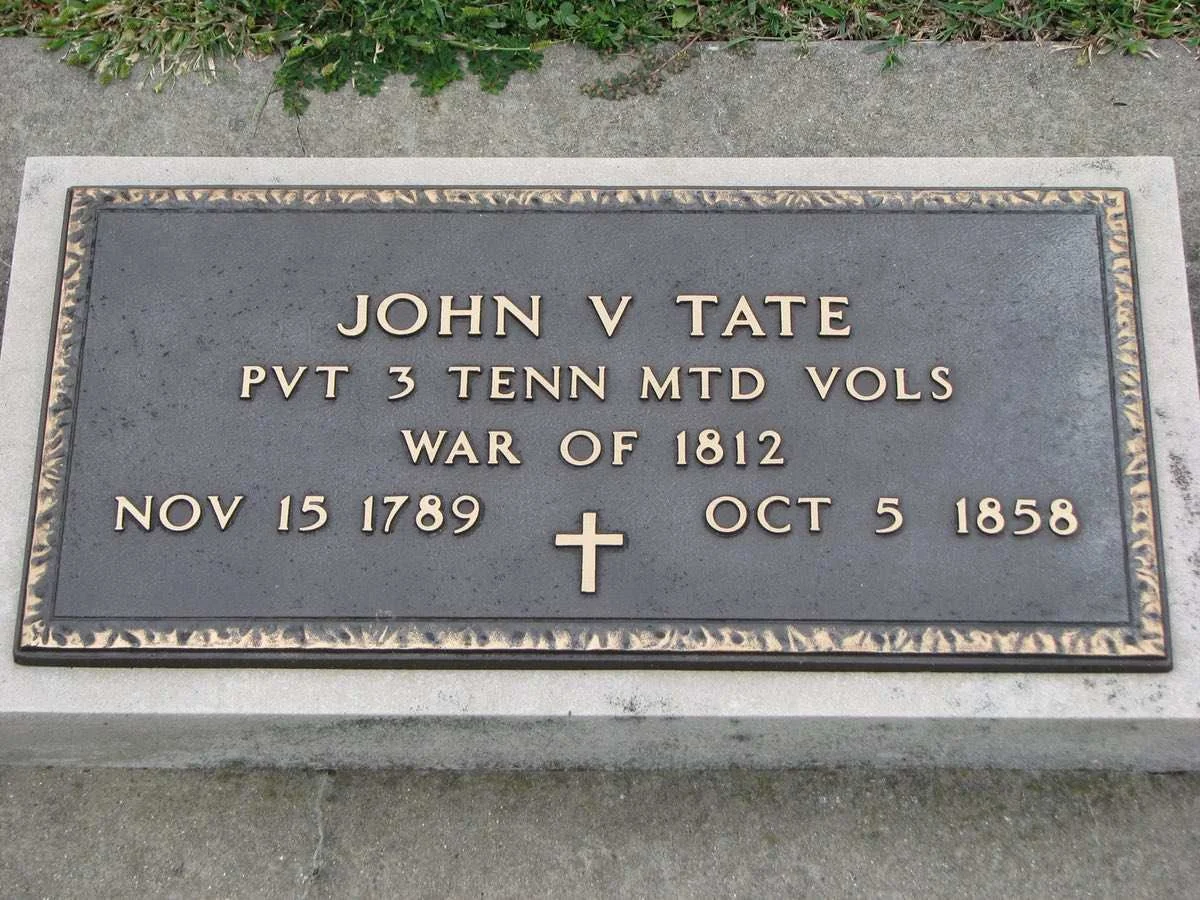 JOHN V TATE
PVT 3 TENN MTD VOLS
WAR OF 1812
NOV 15 1789 OCT 5 1858